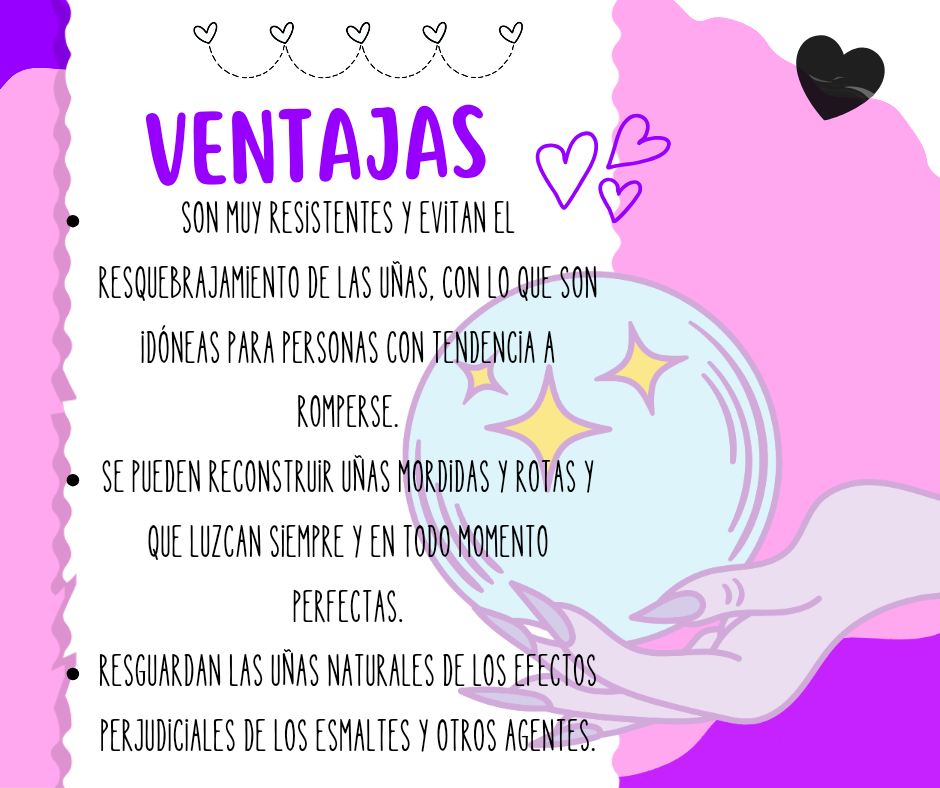 VENTAJAS
• SON MUY RESISTENTES Y EVITAN EL
RESQUEBRAJAMIENTO DE LAS UÑAS, CON LO QUE SON
IDÓNEAS PARA PERSONAS CON TENDENCIA A
ROMPERSE.
• SE PUEDEN RECONSTRUIR UÑAS MORDIDAS Y ROTAS Y
QUE LUZCAN SIEMPRE Y EN TODO MOMENTO
PERFECTAS.
• RESGUARDAN LAS UÑAS NATURALES DE LOS EFECTOS
PERJUDICIALES DE LOS ESMALTES Y OTROS AGENTES.